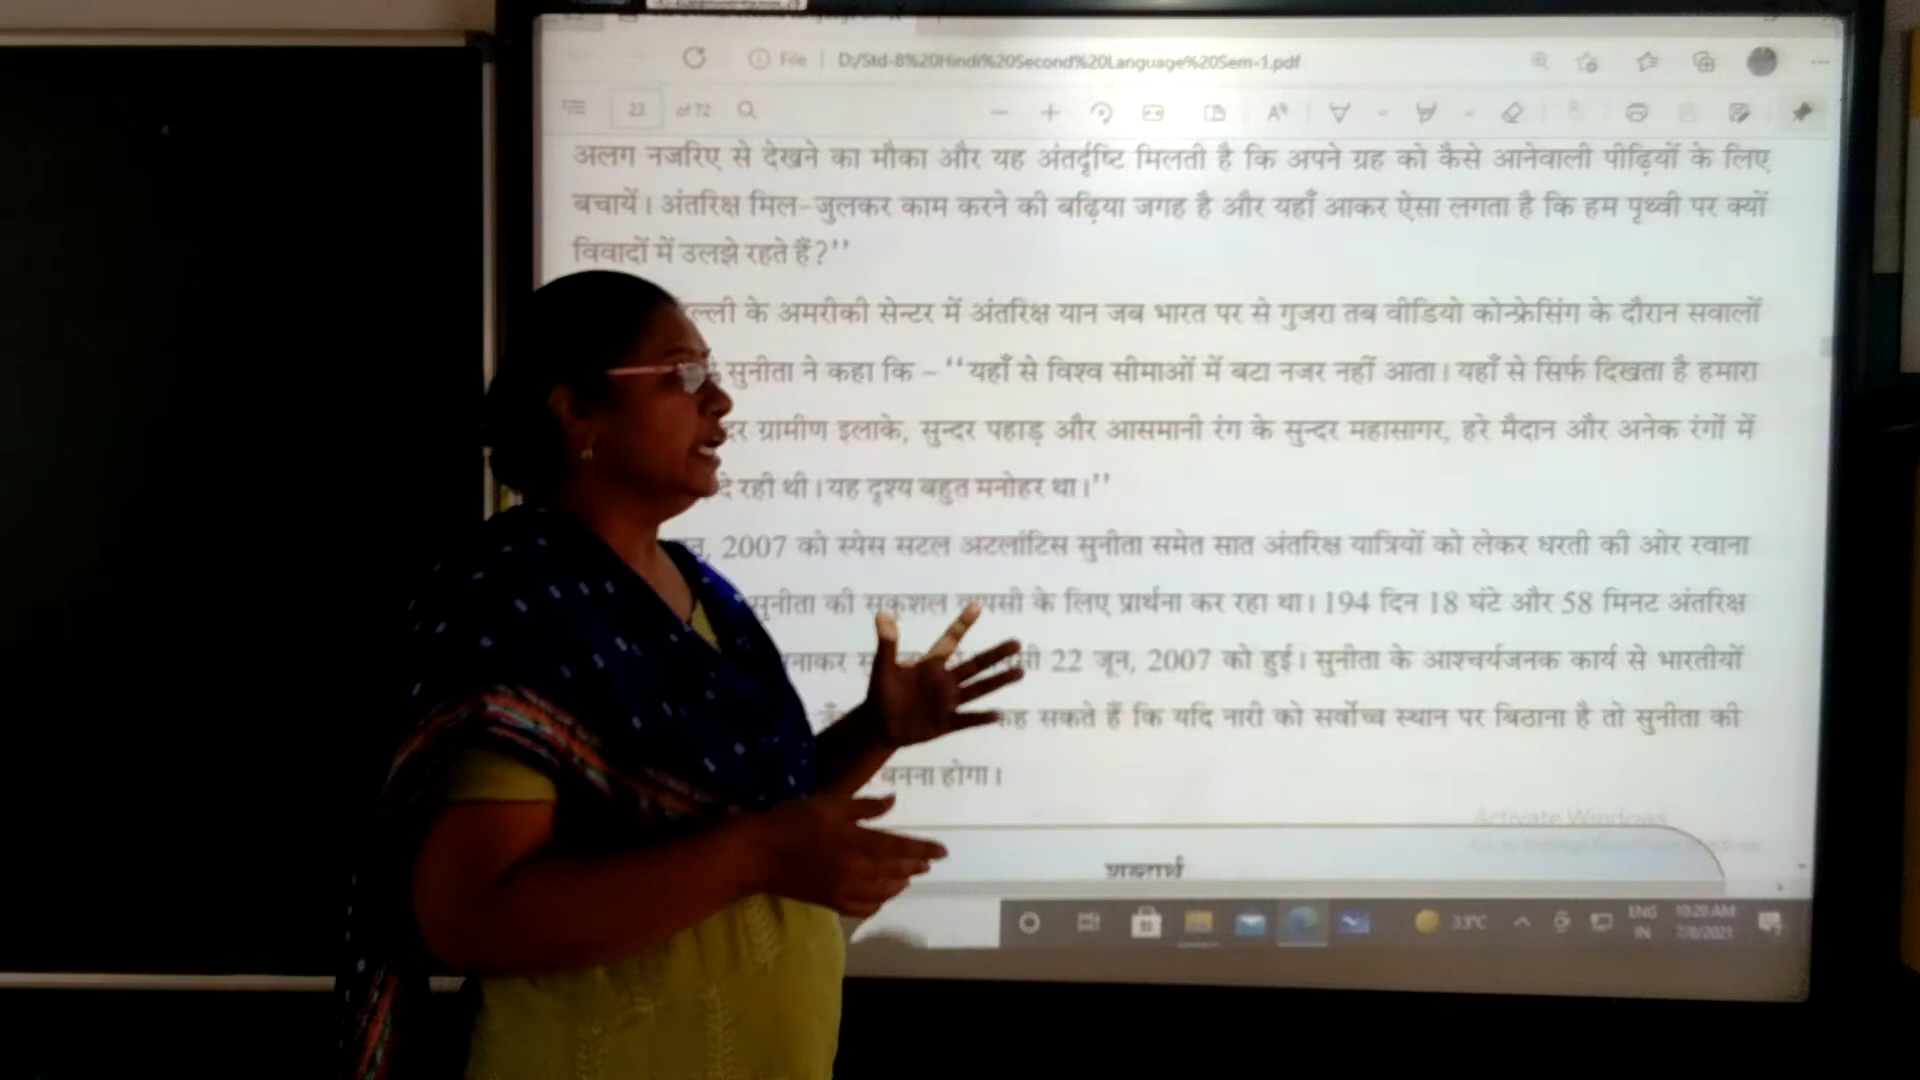 File | D:/Std-8%20Hindi%20Second%20Language%20Sem-1.pdf
23 of 72
अलग नजरिए से देखने का मौका और यह अंतर्दृष्टि मिलती है कि अपने ग्रह को कैसे आनेवाली पीढ़ियों के लिए
बचायें। अंतरिक्ष मिल-जुलकर काम करने की बढ़िया जगह है और यहाँ आकर ऐसा लगता है कि हम पृथ्वी पर क्यों
विवादों में उलझे रहते हैं?’’
ल्ली के अमरीकी सेन्टर में अंतरिक्ष यान जब भारत पर से गुजरा तब वीडियो कोन्फ्रेसिंग के दौरान सवालों
सुनीता ने कहा कि – ‘‘यहाँ से विश्व सीमाओं में बटा नजर नहीं आता। यहाँ से सिर्फ दिखता है हमारा
दर ग्रामीण इलाके, सुन्दर पहाड़ और आसमानी रंग के सुन्दर महासागर, हरे मैदान और अनेक रंगों में
दे रही थी। यह दृश्य बहुत मनोहर था।’’
2007 को स्पेस सटल अटलांटिस सुनीता समेत सात अंतरिक्ष यात्रियों को लेकर धरती की ओर रवाना
सुनीता की सकुशल वापसी के लिए प्रार्थना कर रहा था। 194 दिन 18 घंटे और 58 मिनट अंतरिक्ष
नाकर 22 जून, 2007 को हुई। सुनीता के आश्चर्यजनक कार्य से भारतीयों
कह सकते हैं कि यदि नारी को सर्वोच्च स्थान पर बिठाना है तो सुनीता की
बनना होगा।
Activate Windows
शब्दार्थ
33°C ENG 10:20 AM
IN 7/8/2021